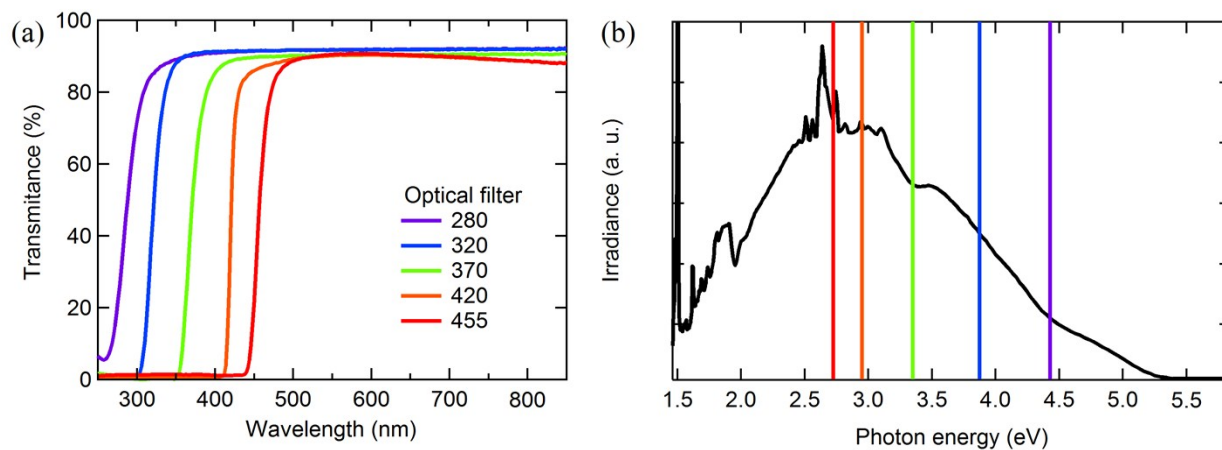 (a)
100
80
60
40
20
0
Transmitance (%)
300 400 500 600 700 800
Wavelength (nm)
Optical filter
280
320
370
420
455
(b)
Irradiance (a. u.)
1.5 2.0 2.5 3.0 3.5 4.0 4.5 5.0 5.5
Photon energy (eV)